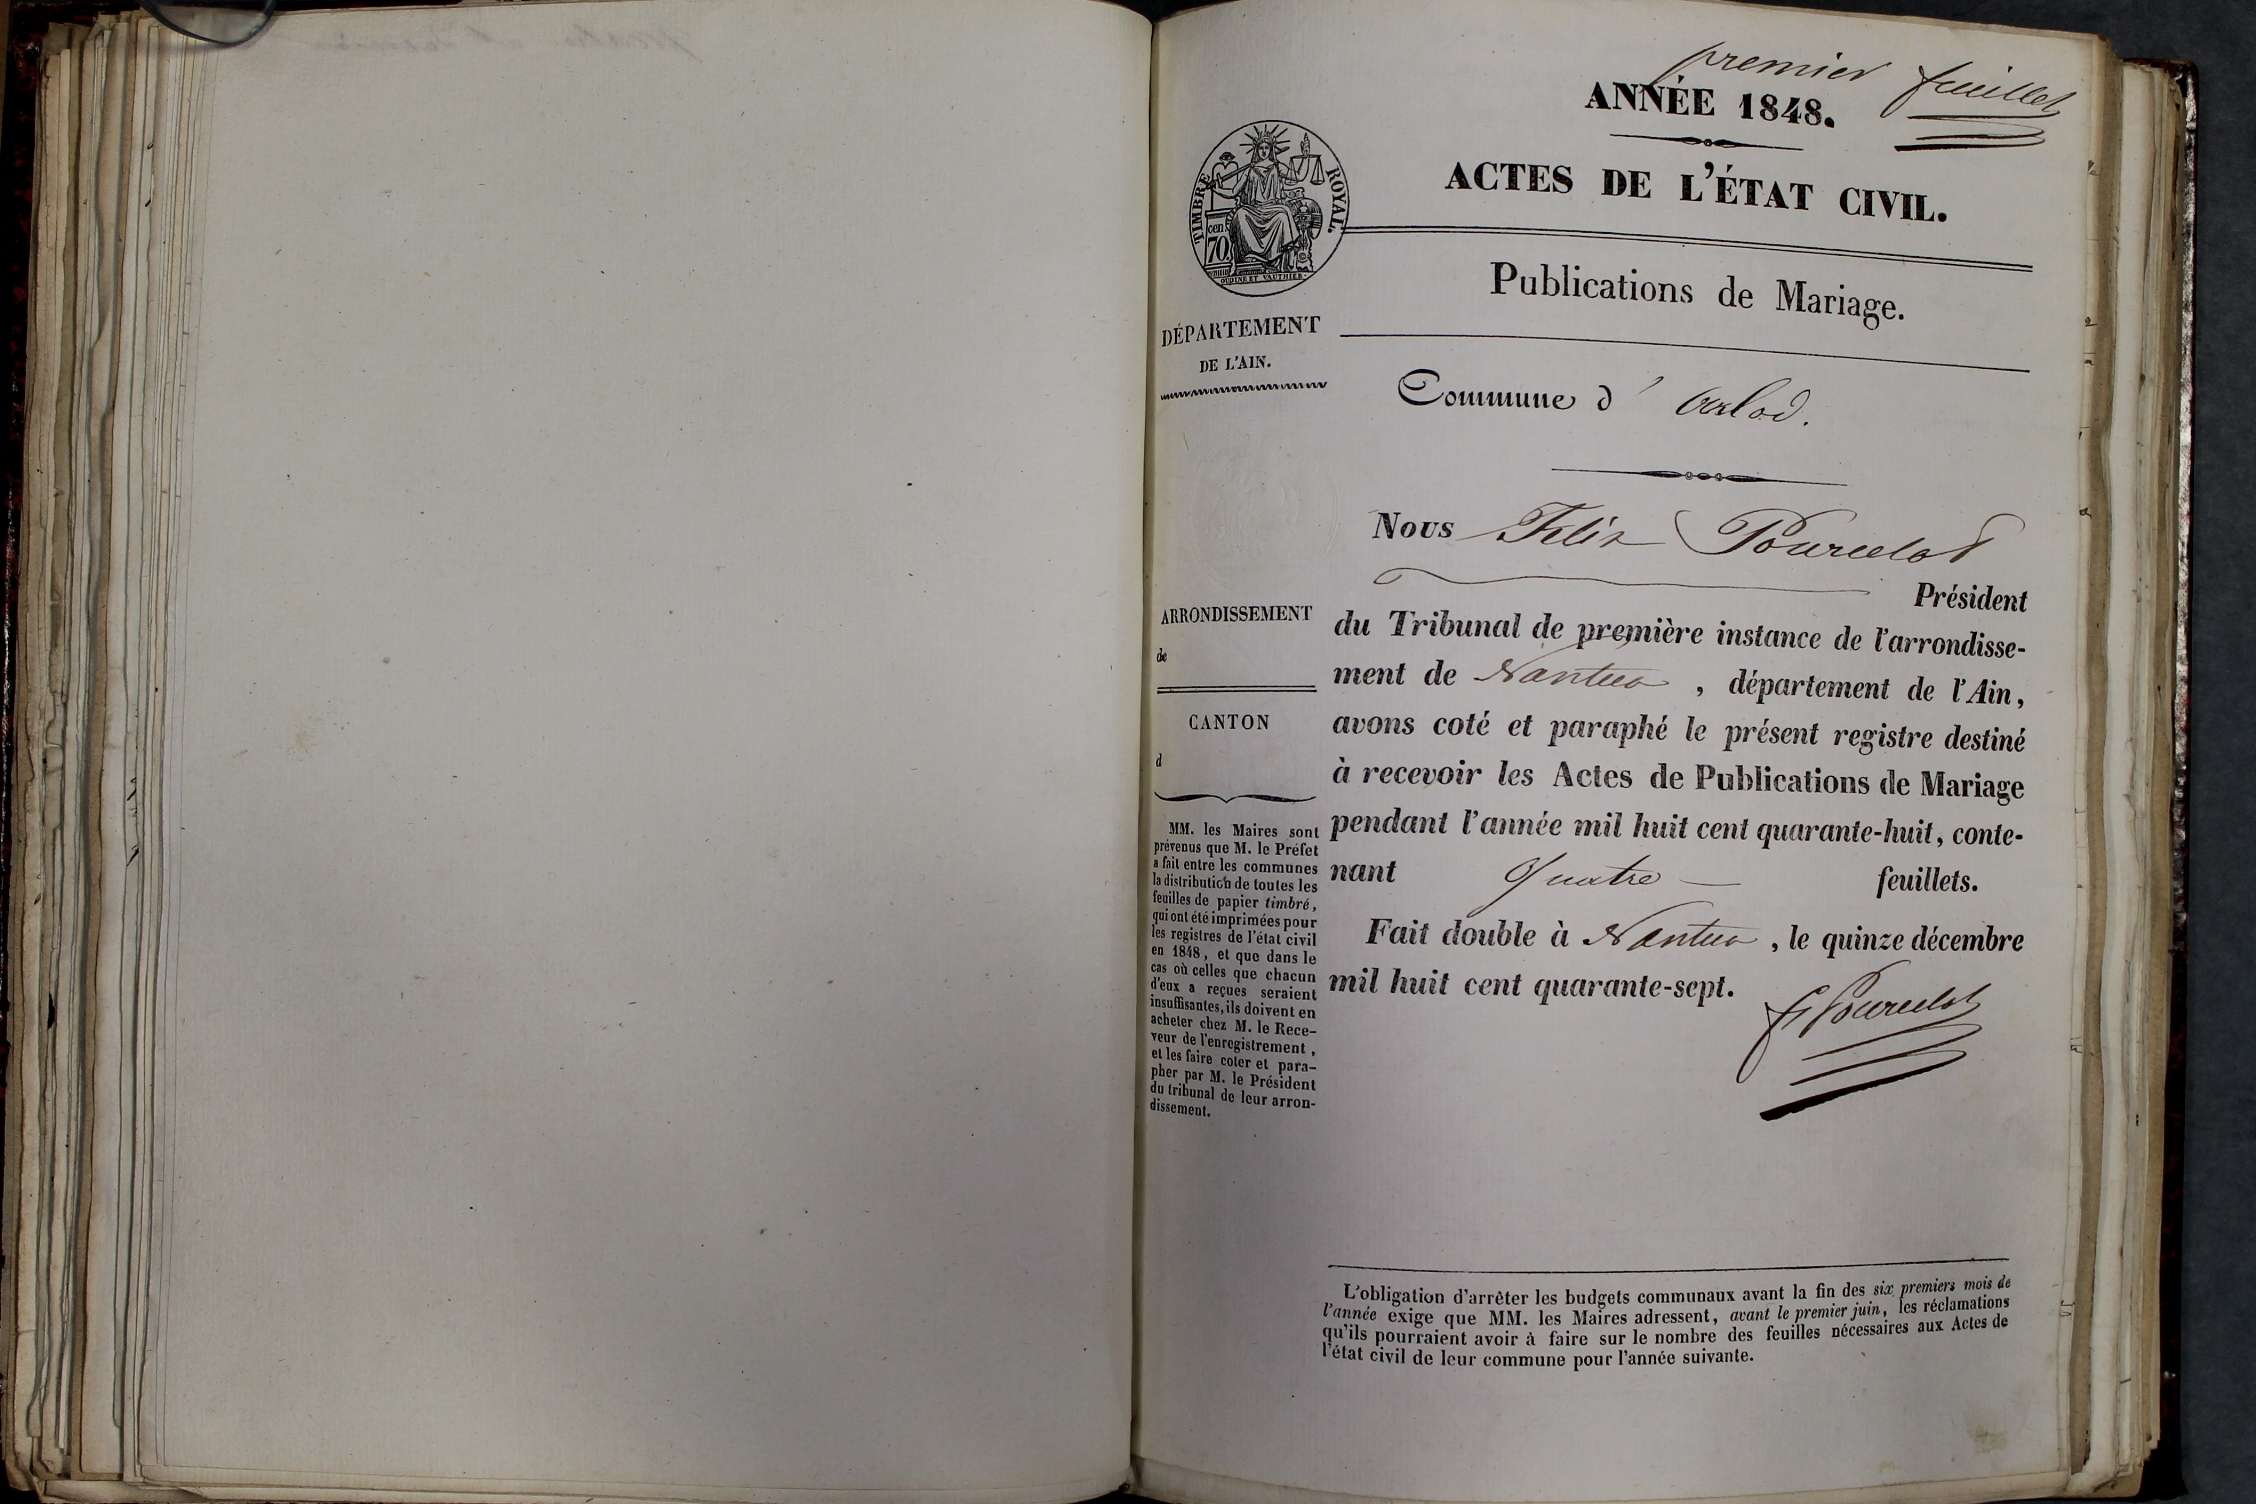 premier feuillet
ANNÉE 1848.
ACTES DE L'ÉTAT CIVIL.
TIMBRE ROYAL.
cen.
70.
OUDINE ET VAUTHIER.
Publications de Mariage.
DÉPARTEMENT
DE L'AIN.
Commune d' arlod.
Nous Félix Pourcelot
Président
du Tribunal de première instance de l'arrondisse-
ment de Nantua , département de l'Ain,
avons coté et paraphé le présent registre destiné
à recevoir les Actes de Publications de Mariage
pendant l'année mil huit cent quarante-huit, conte-
nant Quatre feuillets.
Fait double à Nantua , le quinze décembre
mil huit cent quarante-sept.
F Pourcelot
ARRONDISSEMENT
de
CANTON
d
MM. les Maires sont
prévenus que M. le Préfet
a fait entre les communes
la distribution de toutes les
feuilles de papier timbré,
qui ont été imprimées pour
les registres de l'état civil
en 1848, et que dans le
cas où celles que chacun
d'eux a reçues seraient
insuffisantes, ils doivent en
acheter chez M. le Rece-
veur de l'enregistrement,
et les faire coter et para-
pher par M. le Président
du tribunal de leur arron-
dissement.
L'obligation d'arrêter les budgets communaux avant la fin des six premiers mois de
l'année exige que MM. les Maires adressent, avant le premier juin, les réclamations
qu'ils pourraient avoir à faire sur le nombre des feuilles nécessaires aux Actes de
l'état civil de leur commune pour l'année suivante.